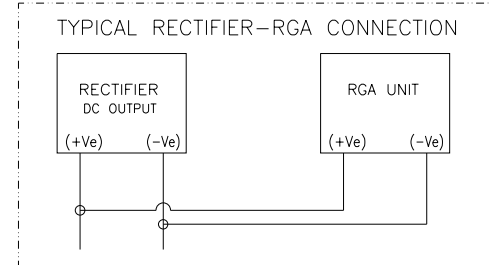 TYPICAL RECTIFIER-RGA CONNECTION
RECTIFIER
DC OUTPUT
(+Ve) (-Ve)
RGA UNIT
(+Ve) (-Ve)